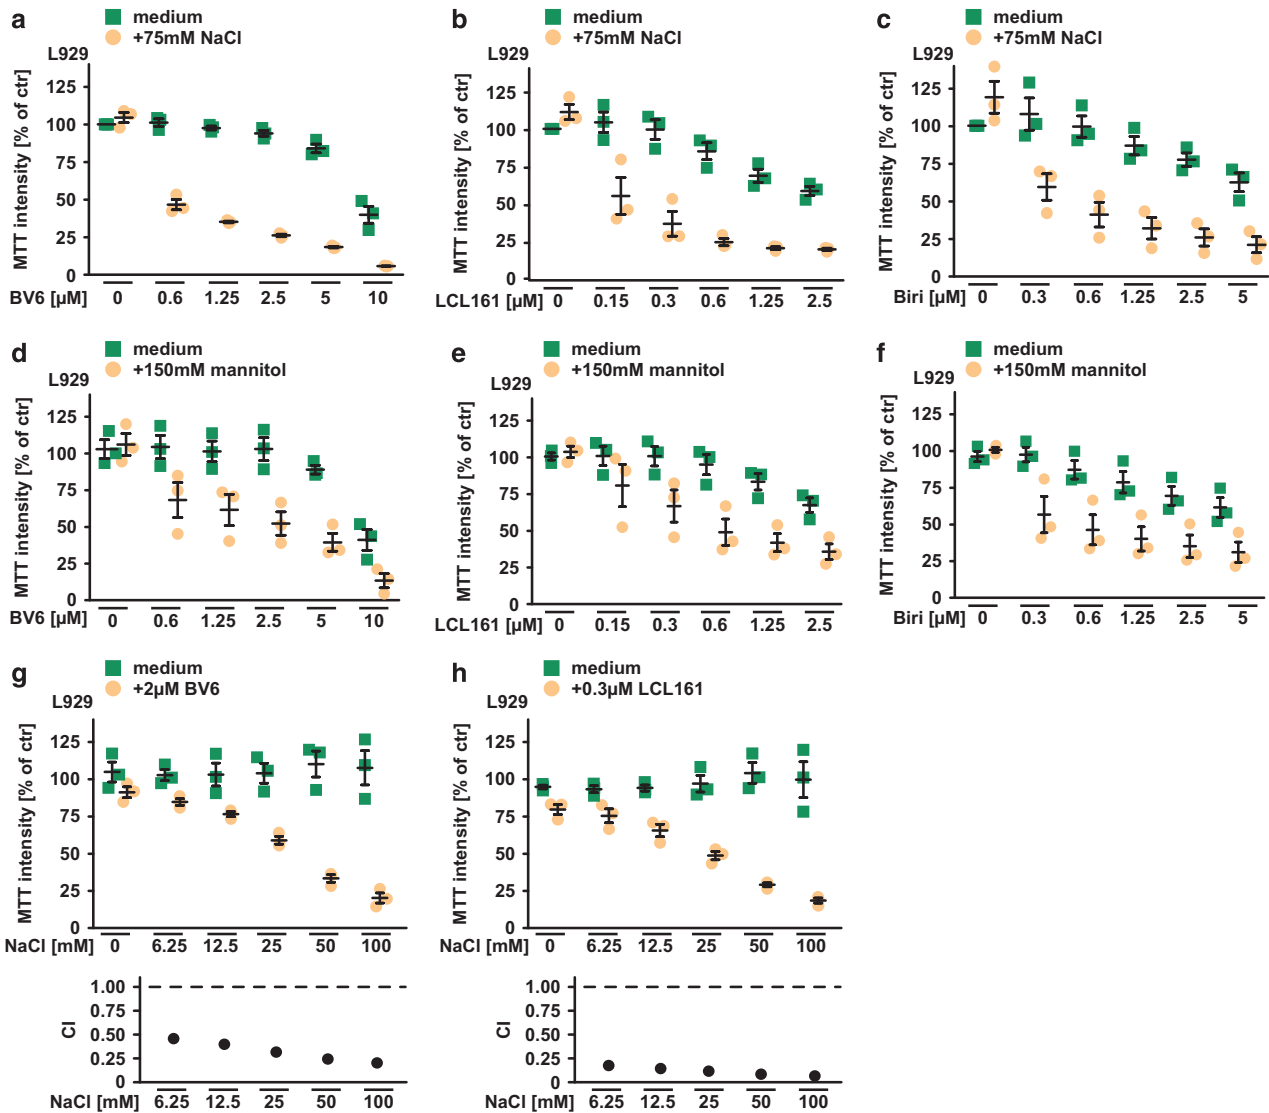 a
medium
+75mM NaCl
L929
MTT intensity [% of ctr]
125
100
75
50
25
0
BV6 [µM] 0 0.6 1.25 2.5 5 10
b
medium
+75mM NaCl
L929
MTT intensity [% of ctr]
125
100
75
50
25
0
LCL161 [µM] 0 0.15 0.3 0.6 1.25 2.5
c
medium
+75mM NaCl
L929
MTT intensity [% of ctr]
125
100
75
50
25
0
Biri [µM] 0 0.3 0.6 1.25 2.5 5
d
medium
+150mM mannitol
L929
MTT intensity [% of ctr]
125
100
75
50
25
0
BV6 [µM] 0 0.6 1.25 2.5 5 10
e
medium
+150mM mannitol
L929
MTT intensity [% of ctr]
125
100
75
50
25
0
LCL161 [µM] 0 0.15 0.3 0.6 1.25 2.5
f
medium
+150mM mannitol
L929
MTT intensity [% of ctr]
125
100
75
50
25
0
Biri [µM] 0 0.3 0.6 1.25 2.5 5
g
medium
+2µM BV6
L929
MTT intensity [% of ctr]
125
100
75
50
25
0
NaCl [mM] 0 6.25 12.5 25 50 100
CI
1.00
0.75
0.50
0.25
0
NaCl [mM] 6.25 12.5 25 50 100
h
medium
+0.3µM LCL161
L929
MTT intensity [% of ctr]
125
100
75
50
25
0
NaCl [mM] 0 6.25 12.5 25 50 100
CI
1.00
0.75
0.50
0.25
0
NaCl [mM] 6.25 12.5 25 50 100